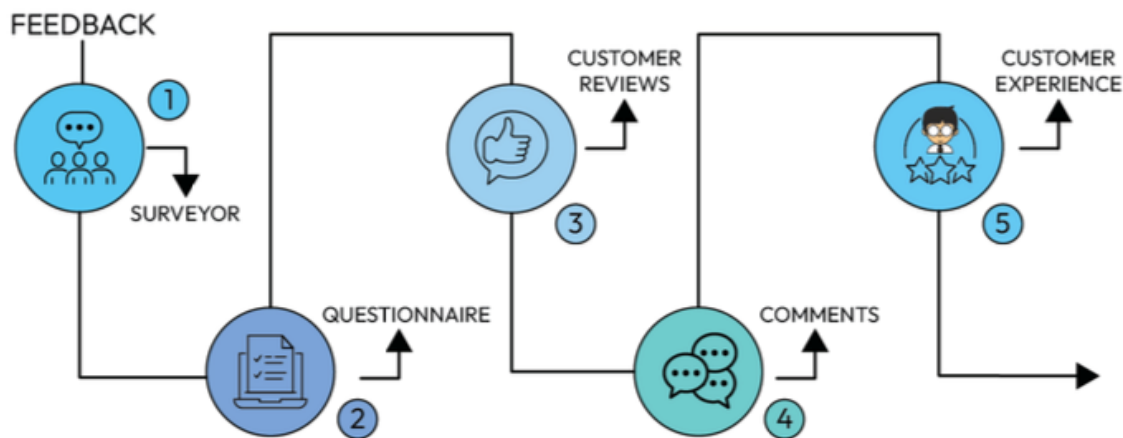 FEEDBACK
1
SURVEYOR
2
QUESTIONNAIRE
CUSTOMER
REVIEWS
3
4
COMMENTS
CUSTOMER
EXPERIENCE
5